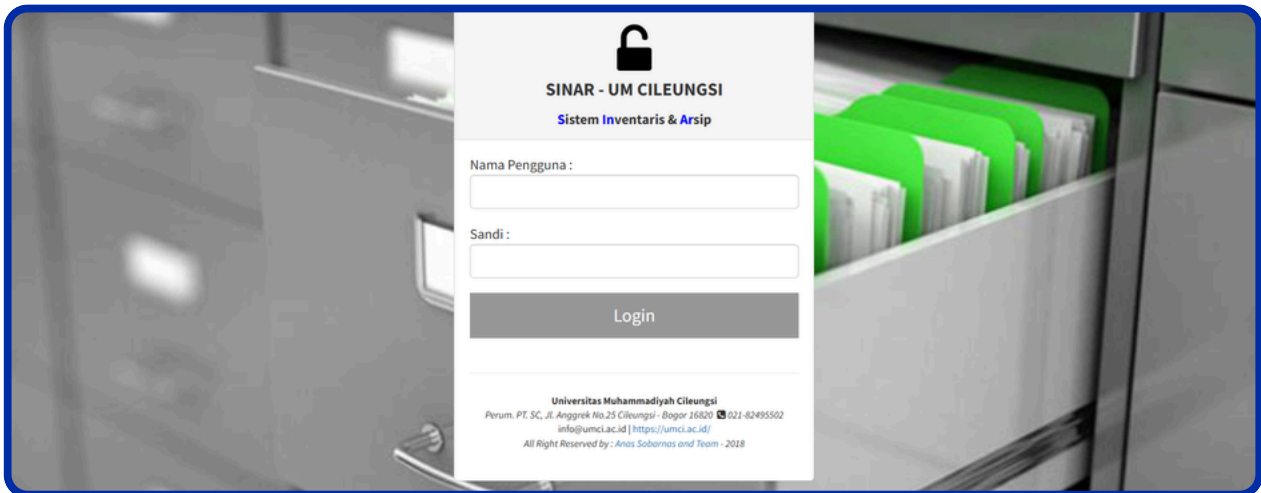 SINAR - UM CILEUNGSI
Sistem Inventaris & Arsip
Nama Pengguna :
Sandi :
Login
Universitas Muhammadiyah Cileungsi
Perum. PT. SC, Jl. Anggrek No.25 Cileungsi - Bogor 16820 021-82495502
info@umci.ac.id | https://umci.ac.id/
All Right Reserved by : Anas Sobarnas and Team - 2018